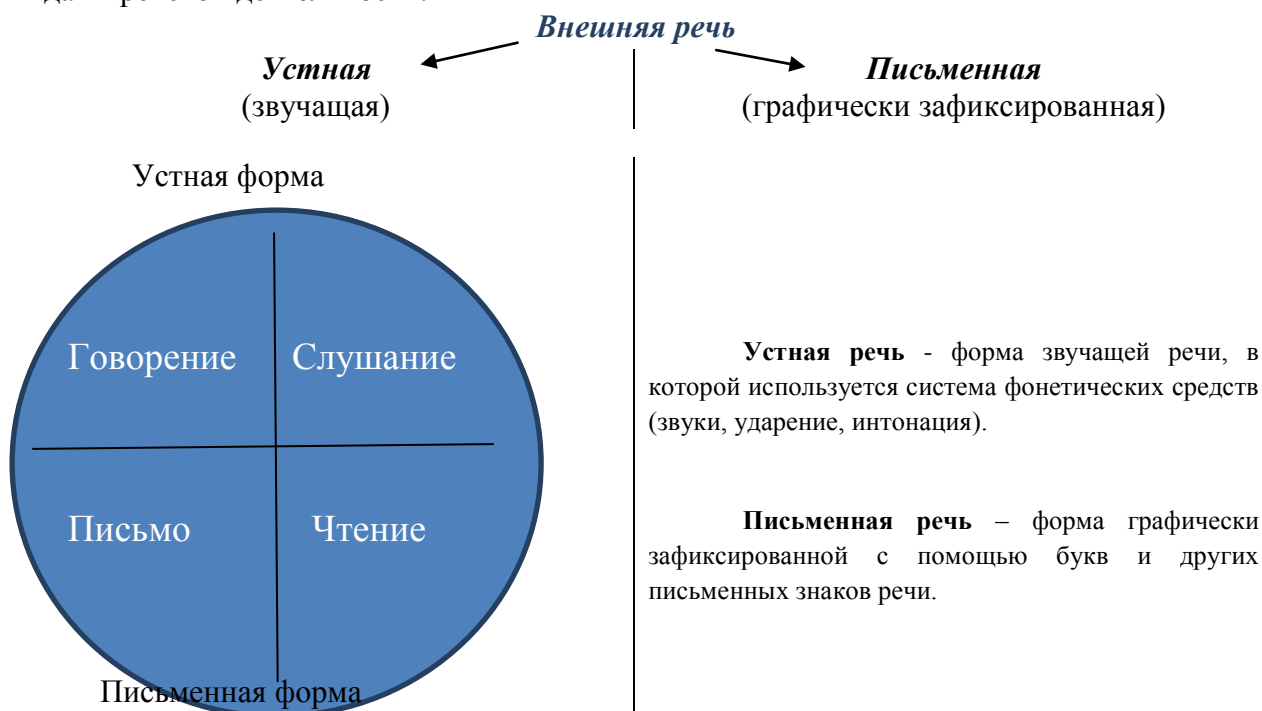 Внешняя речь
Устная
(звучащая)
Письменная
(графически зафиксированная)
Устная форма
Говорение
Слушание
Письмо
Чтение
Письменная форма
Устная речь - форма звучащей речи, в
которой используется система фонетических средств
(звуки, ударение, интонация).
Письменная речь – форма графически
зафиксированной с помощью букв и других
письменных знаков речи.